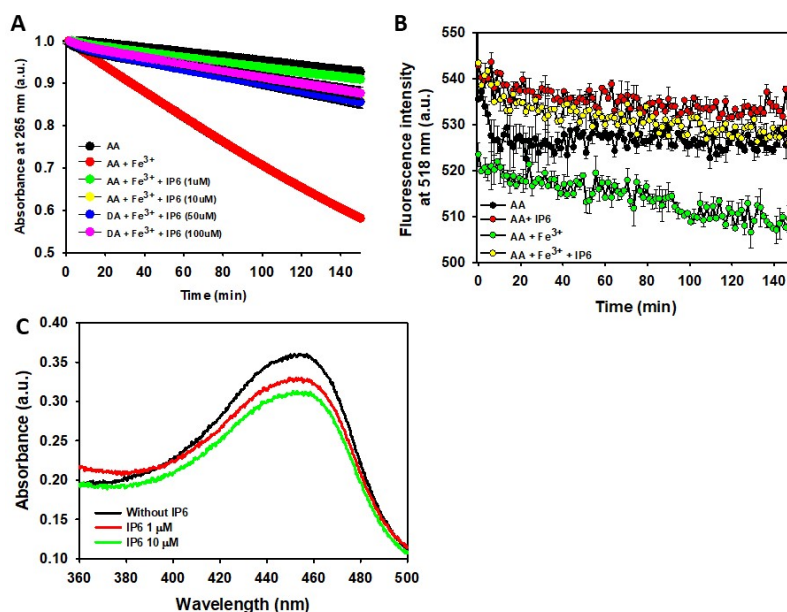 A
Absorbance at 265 nm (a.u.)
1.0
0.9
0.8
0.7
0.6
0.5
AA
AA + Fe³⁺
AA + Fe³⁺ + IP6 (1uM)
AA + Fe³⁺ + IP6 (10uM)
DA + Fe³⁺ + IP6 (50uM)
DA + Fe³⁺ + IP6 (100uM)
0 20 40 60 80 100 120 140
Time (min)
B
Fluorescence intensity
at 518 nm (a.u.)
550
540
530
520
510
500
AA
AA+ IP6
AA + Fe³⁺
AA + Fe³⁺ + IP6
0 20 40 60 80 100 120 140
Time (min)
C
Absorbance (a.u.)
0.40
0.35
0.30
0.25
0.20
0.15
0.10
Without IP6
IP6 1 µM
IP6 10 µM
360 380 400 420 440 460 480 500
Wavelength (nm)